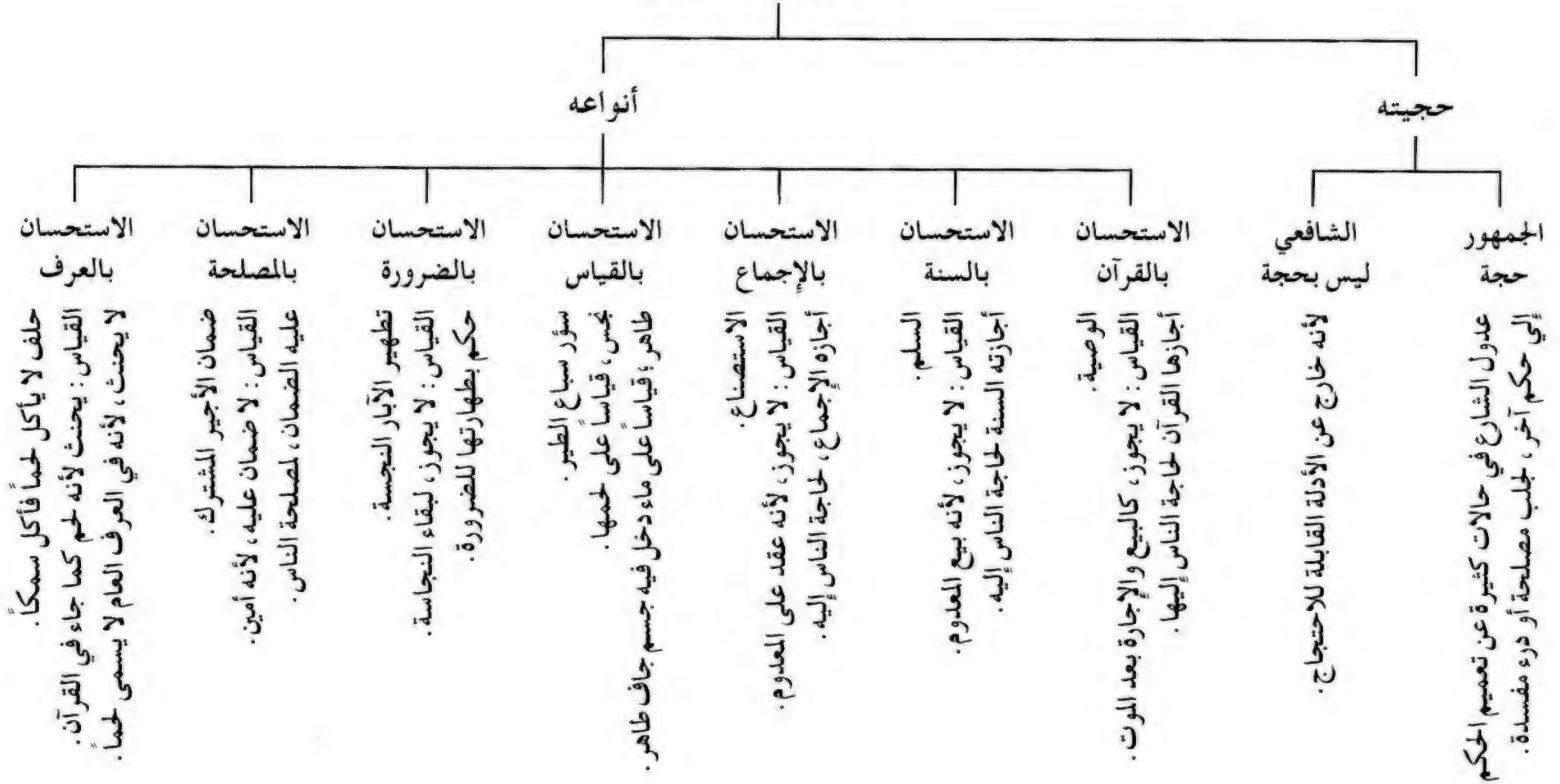 حجيته
أنواعه
الجمهور
حجة
عدول الشارع في حالات كثيرة عن تعميم الحكم
إلي حكم آخر، لجلب مصلحة أو درء مفسدة.
الشافعي
ليس بحجة
لأنه خارج عن الأدلة القابلة للاحتجاج.
الاستحسان
بالقرآن
الوصية.
القياس: لا يجوز، كالبيع والإجارة بعد الموت.
أجازها القرآن لحاجة الناس إليها.
الاستحسان
بالسنة
السلم.
القياس: لا يجوز، لأنه بيع المعدوم.
أجازته السنة لحاجة الناس إليه.
الاستحسان
بالإجماع
الاستصناع.
القياس: لا يجوز، لأنه عقد على المعدوم.
أجازه الإجماع، لحاجة الناس إليه.
الاستحسان
بالقياس
سؤر سباع الطير.
نجس، قياساً على لحمها.
طاهر؛ قياساً على ماء دخل فيه جسم جاف طاهر.
الاستحسان
بالضرورة
تطهير الآبار النجسة.
القياس: لا يجوز، لبقاء النجاسة.
حكم بطهارتها للضرورة.
الاستحسان
بالمصلحة
ضمان الأجير المشترك.
القياس: لا ضمان عليه، لأنه أمين.
عليه الضمان، لمصلحة الناس.
الاستحسان
بالعرف
حلف لا يأكل لحماً فأكل سمكاً.
القياس: يحنث لأنه لحم كما جاء في القرآن.
لا يحنث، لأنه في العرف العام لا يسمى لحماً.